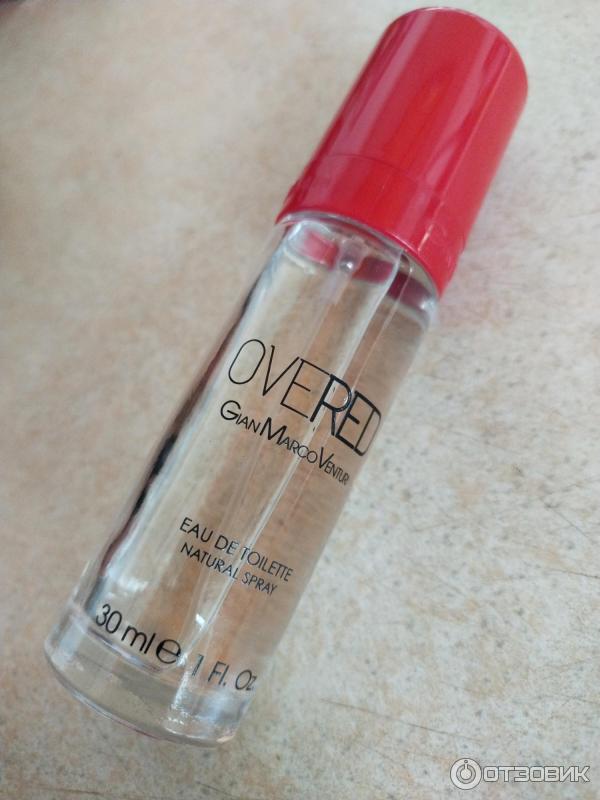 OVERED
GIANMARCOVENTURI
EAU DE TOILETTE
NATURAL SPRAY
30 ml e 1 Fl. Oz.
ОТЗОВИК